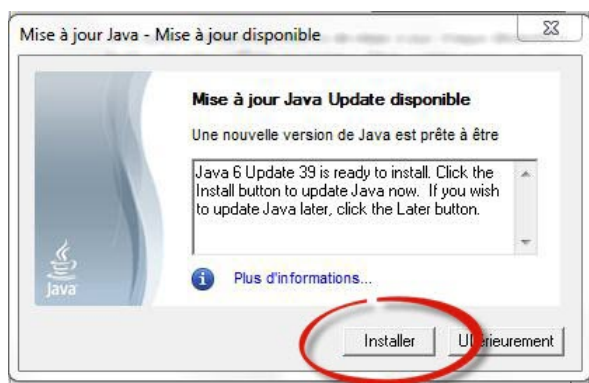 Mise à jour Java - Mise à jour disponible
Mise à jour Java Update disponible
Une nouvelle version de Java est prête à être
Java 6 Update 39 is ready to install. Click the
Install button to update Java now. If you wish
to update Java later, click the Later button.
Plus d'informations...
Java
Installer Ultérieurement